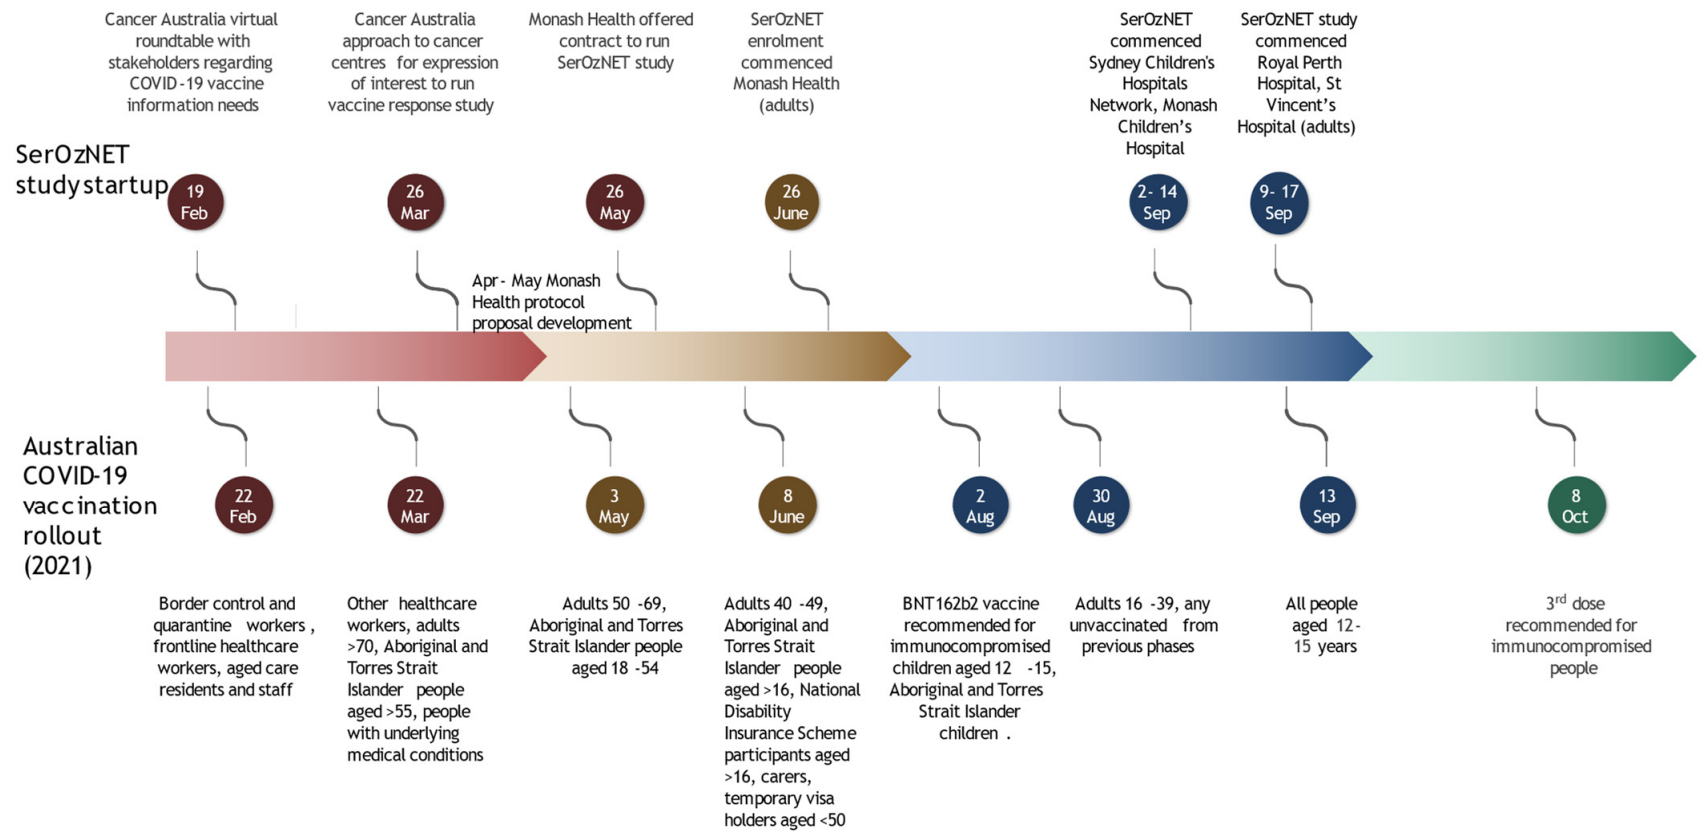 Cancer Australia virtual
roundtable with
stakeholders regarding
COVID-19 vaccine
information needs
Cancer Australia
approach to cancer
centres for expression
of interest to run
vaccine response study
Monash Health offered
contract to run
SerOzNET study
SerOzNET
enrolment
commenced
Monash Health
(adults)
SerOzNET
commenced
Sydney Children's
Hospitals
Network, Monash
Children’s
Hospital
SerOzNET study
commenced
Royal Perth
Hospital, St
Vincent’s
Hospital (adults)
SerOzNET
study startup
19
Feb
26
Mar
26
May
26
June
2- 14
Sep
9- 17
Sep
Apr- May Monash
Health protocol
proposal development
Australian
COVID-19
vaccination
rollout
(2021)
22
Feb
22
Mar
3
May
8
June
2
Aug
30
Aug
13
Sep
8
Oct
Border control and
quarantine workers ,
frontline healthcare
workers, aged care
residents and staff
Other healthcare
workers, adults
>70, Aboriginal and
Torres Strait
Islander people
aged >55, people
with underlying
medical conditions
Adults 50 -69,
Aboriginal and Torres
Strait Islander people
aged 18 -54
Adults 40 -49,
Aboriginal and
Torres Strait
Islander people
aged >16, National
Disability
Insurance Scheme
participants aged
>16, carers,
temporary visa
holders aged <50
BNT162b2 vaccine
recommended for
immunocompromised
children aged 12 -15,
Aboriginal and Torres
Strait Islander
children .
Adults 16 -39, any
unvaccinated from
previous phases
All people
aged 12-
15 years
3rd dose
recommended for
immunocompromised
people